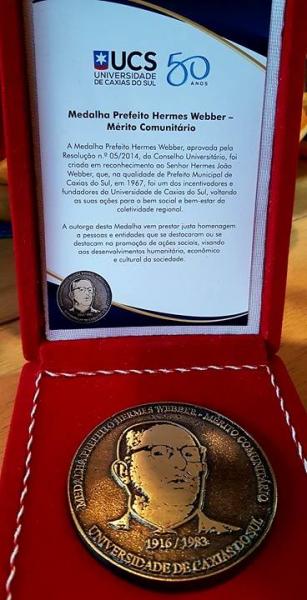 UCS
UNIVERSIDADE
DE CAXIAS DO SUL
50
ANOS
Medalha Prefeito Hermes Webber –
Mérito Comunitário
A Medalha Prefeito Hermes Webber, aprovada pela
Resolução n.º 05/2014, do Conselho Universitário, foi
criada em reconhecimento ao Senhor Hermes João
Webber, que, na qualidade de Prefeito Municipal de
Caxias do Sul, em 1967, foi um dos incentivadores e
fundadores da Universidade de Caxias do Sul, voltando
as suas ações para o bem social e bem-estar da
coletividade regional.
A outorga desta Medalha vem prestar justa homenagem
a pessoas e entidades que se destacaram ou se
destacam na promoção de ações sociais, visando
aos desenvolvimentos humanitário, econômico
e cultural da sociedade.
MEDALHA PREFEITO HERMES WEBBER - MÉRITO COMUNITÁRIO
1916 / 1983
UNIVERSIDADE DE CAXIAS DO SUL